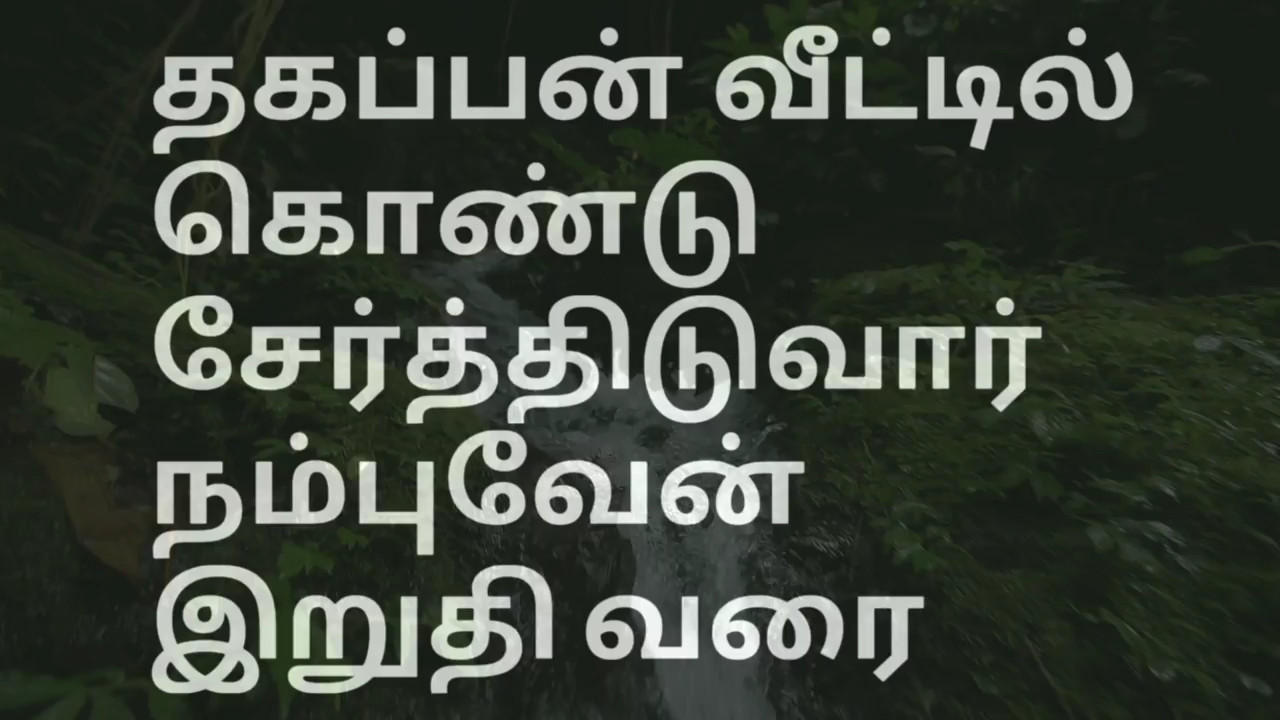 தகப்பன் வீட்டில்
கொண்டு
சேர்த்திடுவார்
நம்புவேன்
இறுதி வரை